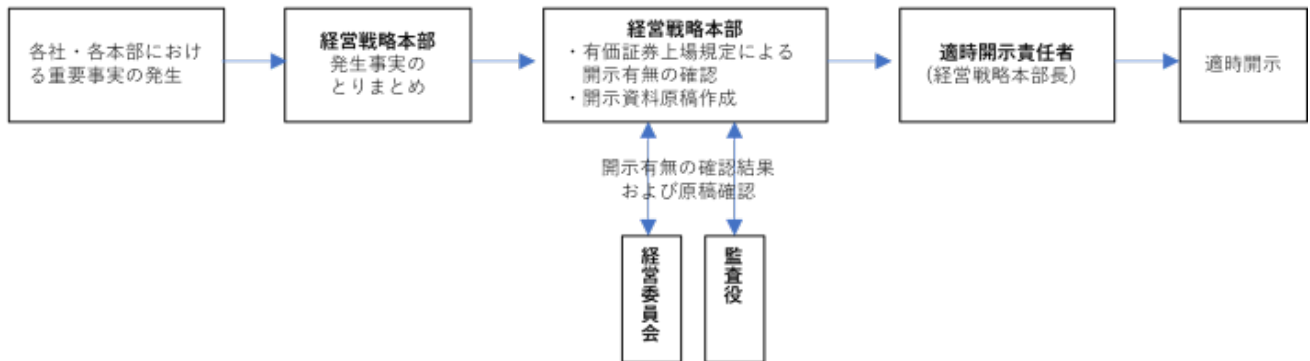 各社・各本部におけ
る重要事実の発生
経営戦略本部
発生事実の
とりまとめ
経営戦略本部
・有価証券上場規定による
開示有無の確認
・開示資料原稿作成
適時開示責任者
(経営戦略本部長)
適時開示
開示有無の確認結果
および原稿確認
経営委員会
監査役